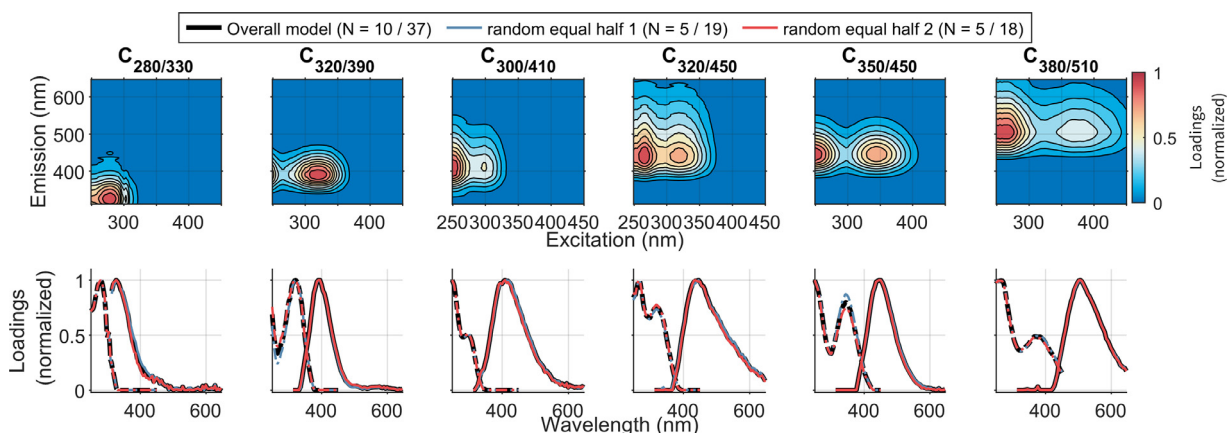 Overall model (N = 10 / 37) random equal half 1 (N = 5 / 19) random equal half 2 (N = 5 / 18)
C280/330 C320/390 C300/410 C320/450 C350/450 C380/510
Emission (nm)
600
500
400
300 400 300 400 250 300 350 400 450 250 300 350 400 450 300 400 300 400
Excitation (nm)
1
0.5
0
Loadings
(normalized)
Loadings
(normalized)
1
0.5
0
400 600 400 600 400 600 400 600 400 600 400 600
Wavelength (nm)